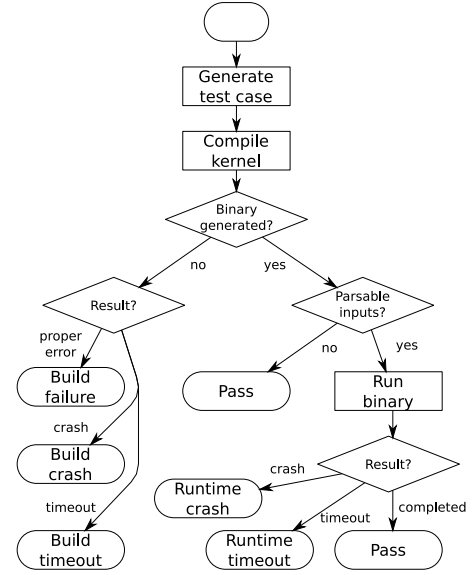 Generate
test case
Compile
kernel
Binary
generated?
no
yes
Result?
Parsable
inputs?
proper
error
no
yes
Build
failure
Pass
Run
binary
crash
Build
crash
Result?
crash
Runtime
crash
timeout
timeout
completed
Build
timeout
Runtime
timeout
Pass